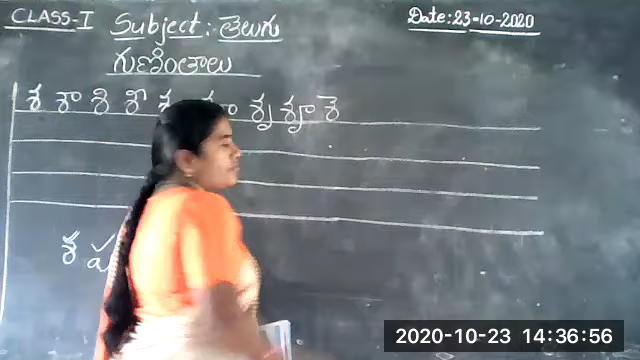 CLASS-I Subject:- తెలుగు Date:23-10-2020
గుణింతాలు
శ శా శి శీ శృ శౄ శె
శ ష
2020-10-23 14:36:56